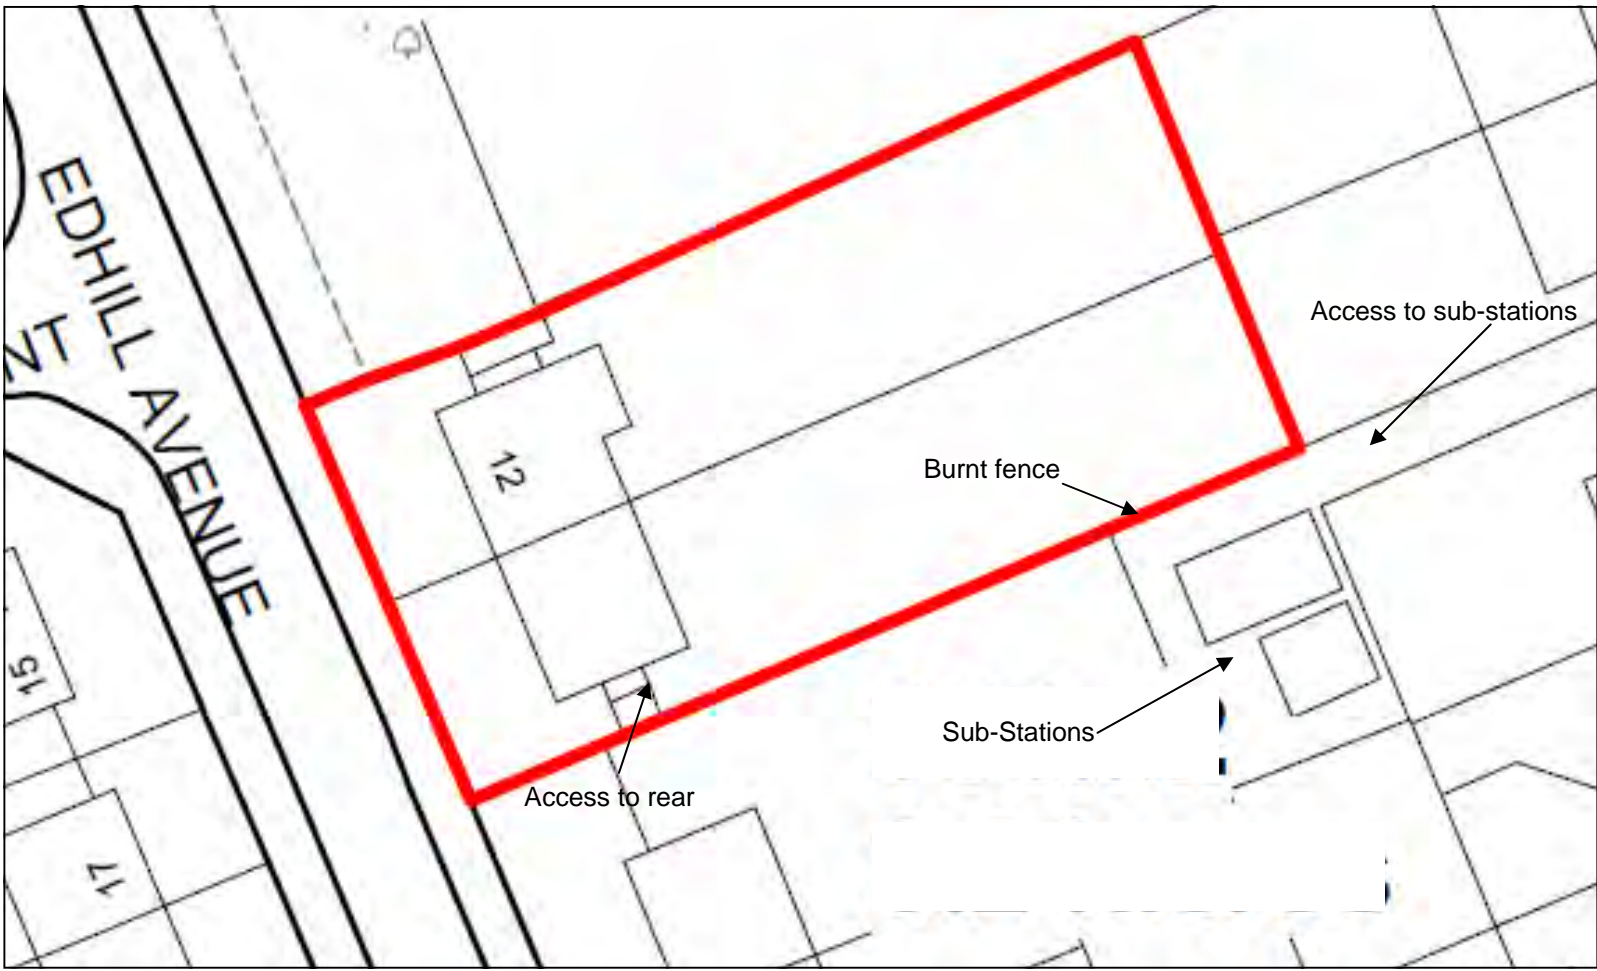 EDHILL AVENUE
NT
Access to sub-stations
12
Burnt fence
15
Sub-Stations
Access to rear
17